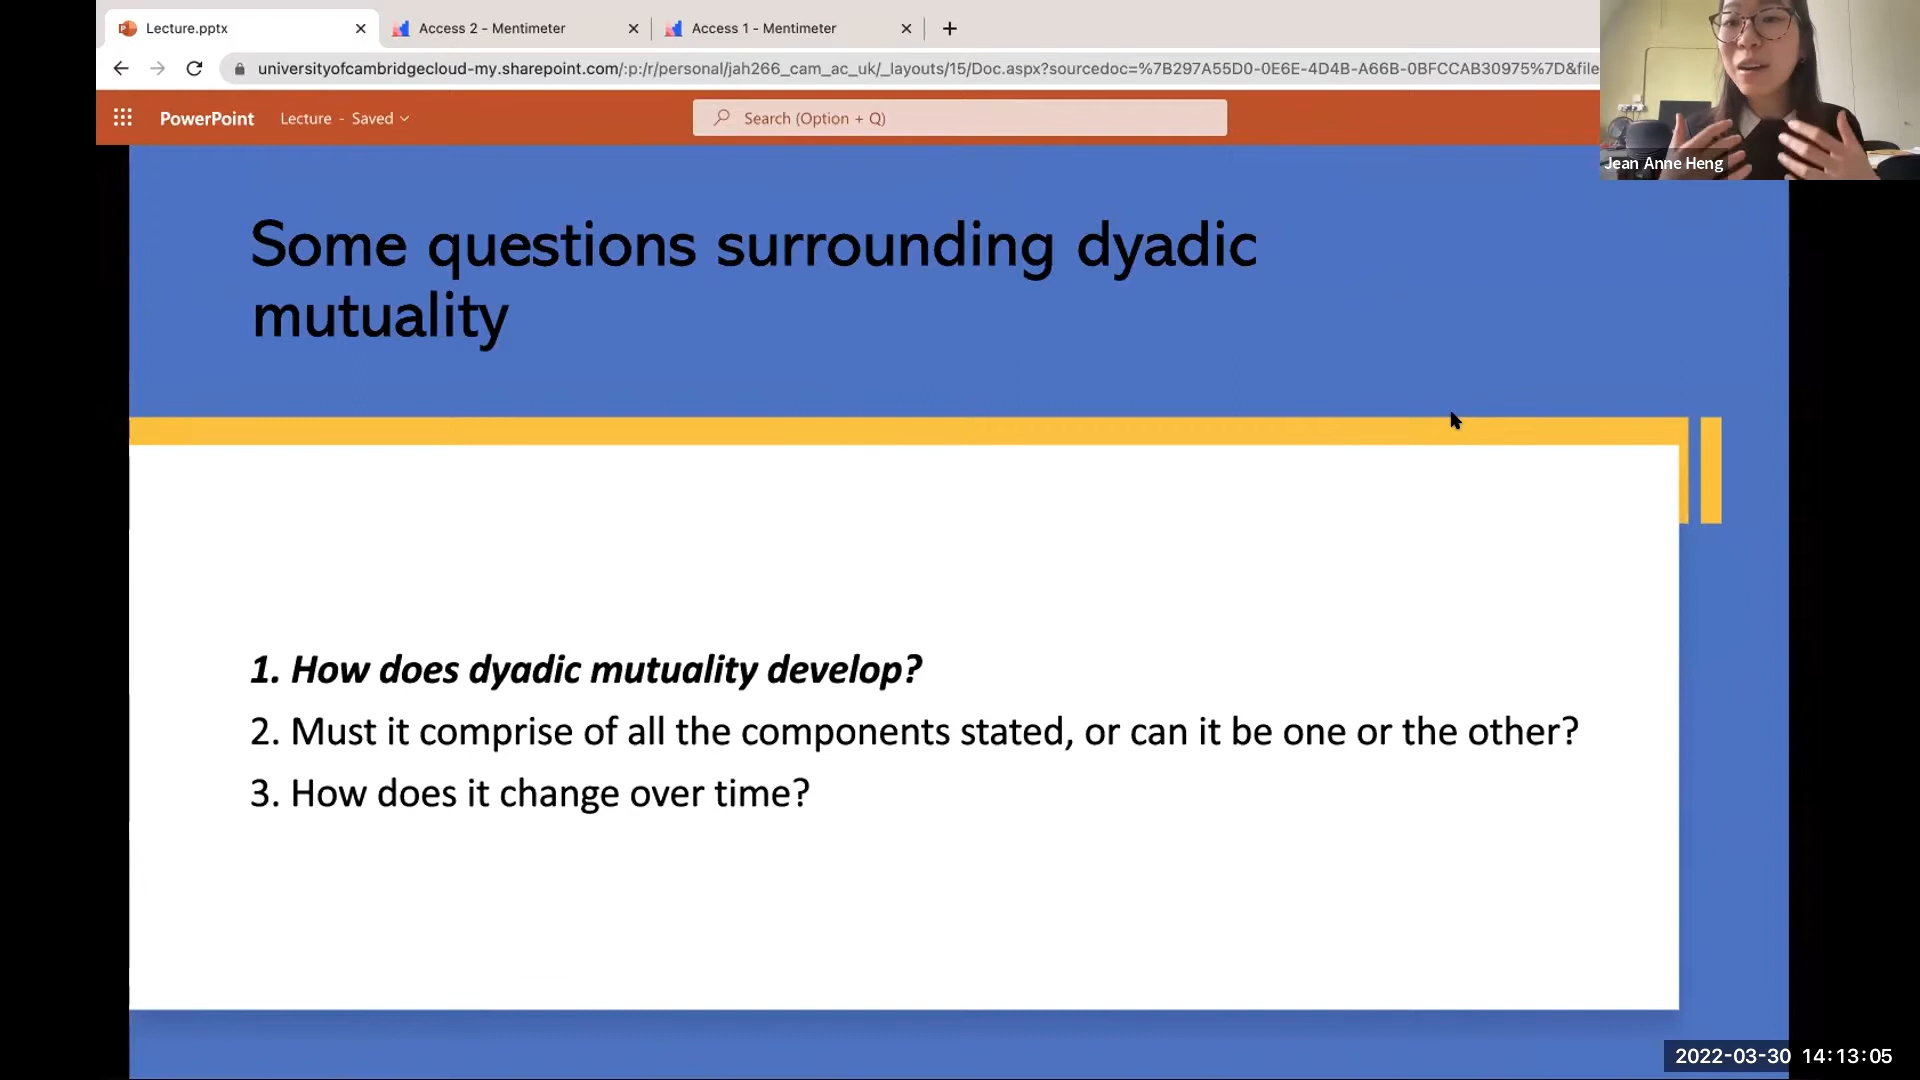 Lecture.pptx
Access 2 - Mentimeter
Access 1 - Mentimeter
universityofcambridgecloud-my.sharepoint.com/:p:/r/personal/jah266_cam_ac_uk/_layouts/15/Doc.aspx?sourcedoc=%7B297A55D0-0E6E-4D4B-A66B-0BFCCAB30975%7D&file
PowerPoint
Lecture - Saved
Search (Option + Q)
Jean Anne Heng
Some questions surrounding dyadic
mutuality
1. How does dyadic mutuality develop?
2. Must it comprise of all the components stated, or can it be one or the other?
3. How does it change over time?
2022-03-30 14:13:05